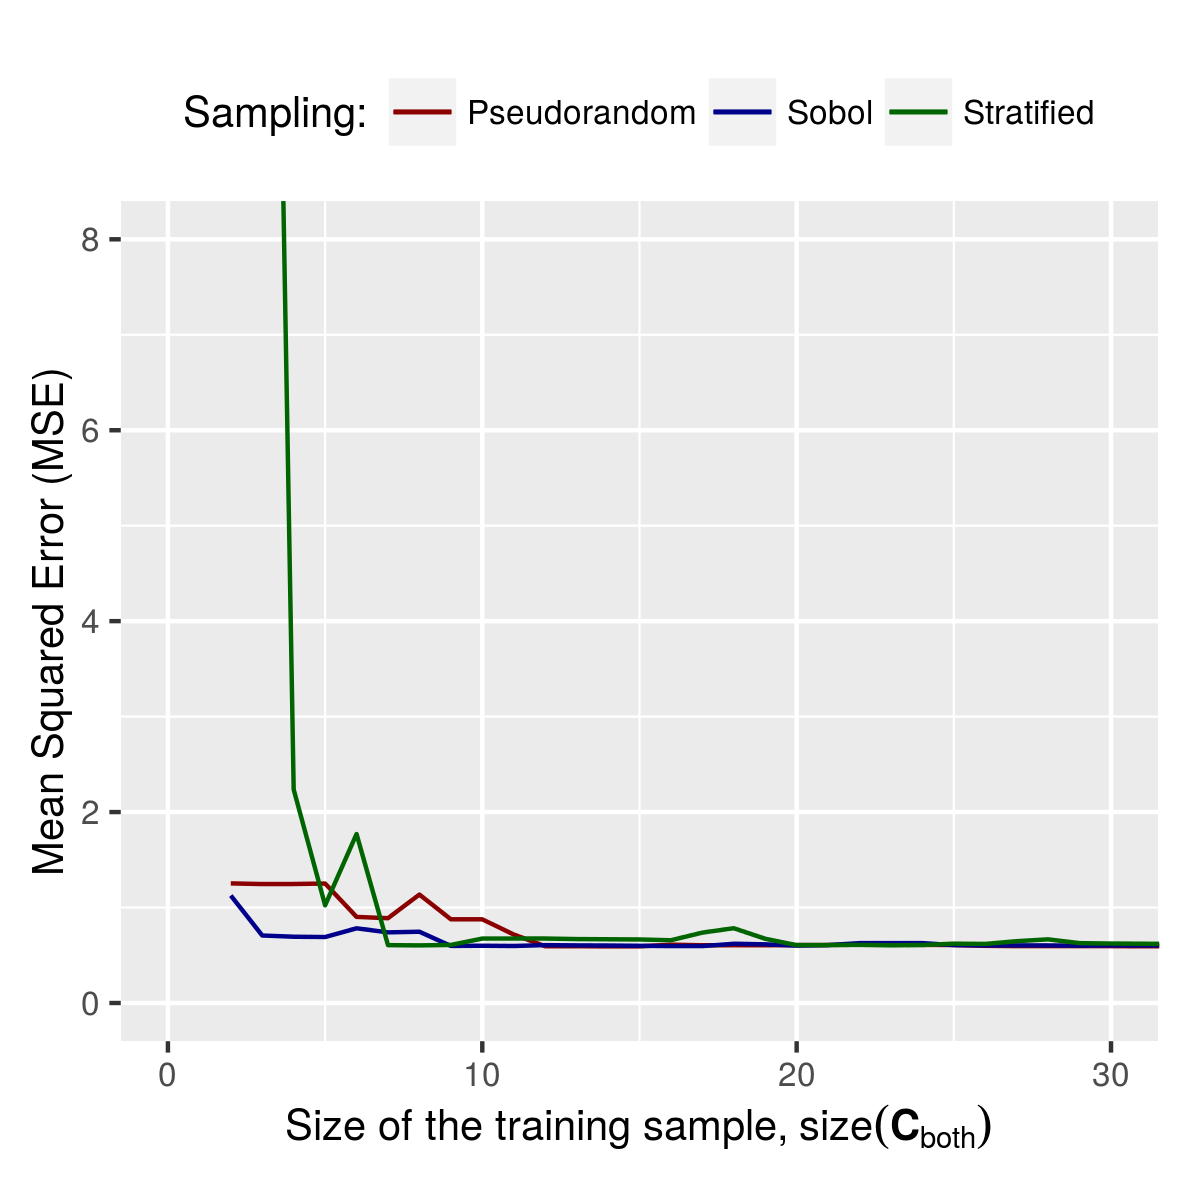 Sampling: Pseudorandom Sobol Stratified
8
6
4
2
0
Mean Squared Error (MSE)
0 10 20 30
Size of the training sample, size(C_both)